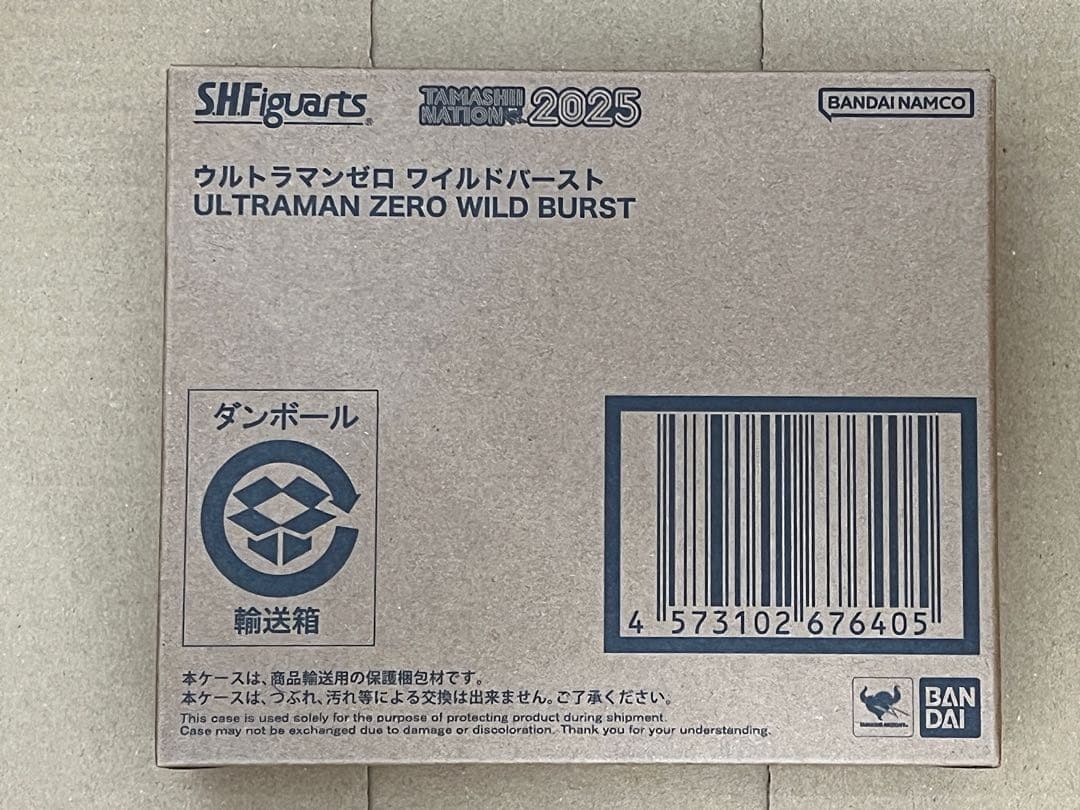 S.H.Figuarts
TAMASHII NATION 2025
BANDAI NAMCO
ウルトラマンゼロ ワイルドバースト
ULTRAMAN ZERO WILD BURST
ダンボール
輸送箱
4 573102 676405
本ケースは、商品輸送用の保護梱包材です。
本ケースは、つぶれ、汚れ等による交換は出来ません。ご了承ください。
This case is used solely for the purpose of protecting product during shipment.
Case may not be exchanged due to damage or discoloration. Thank you for your understanding.
BAN
DAI